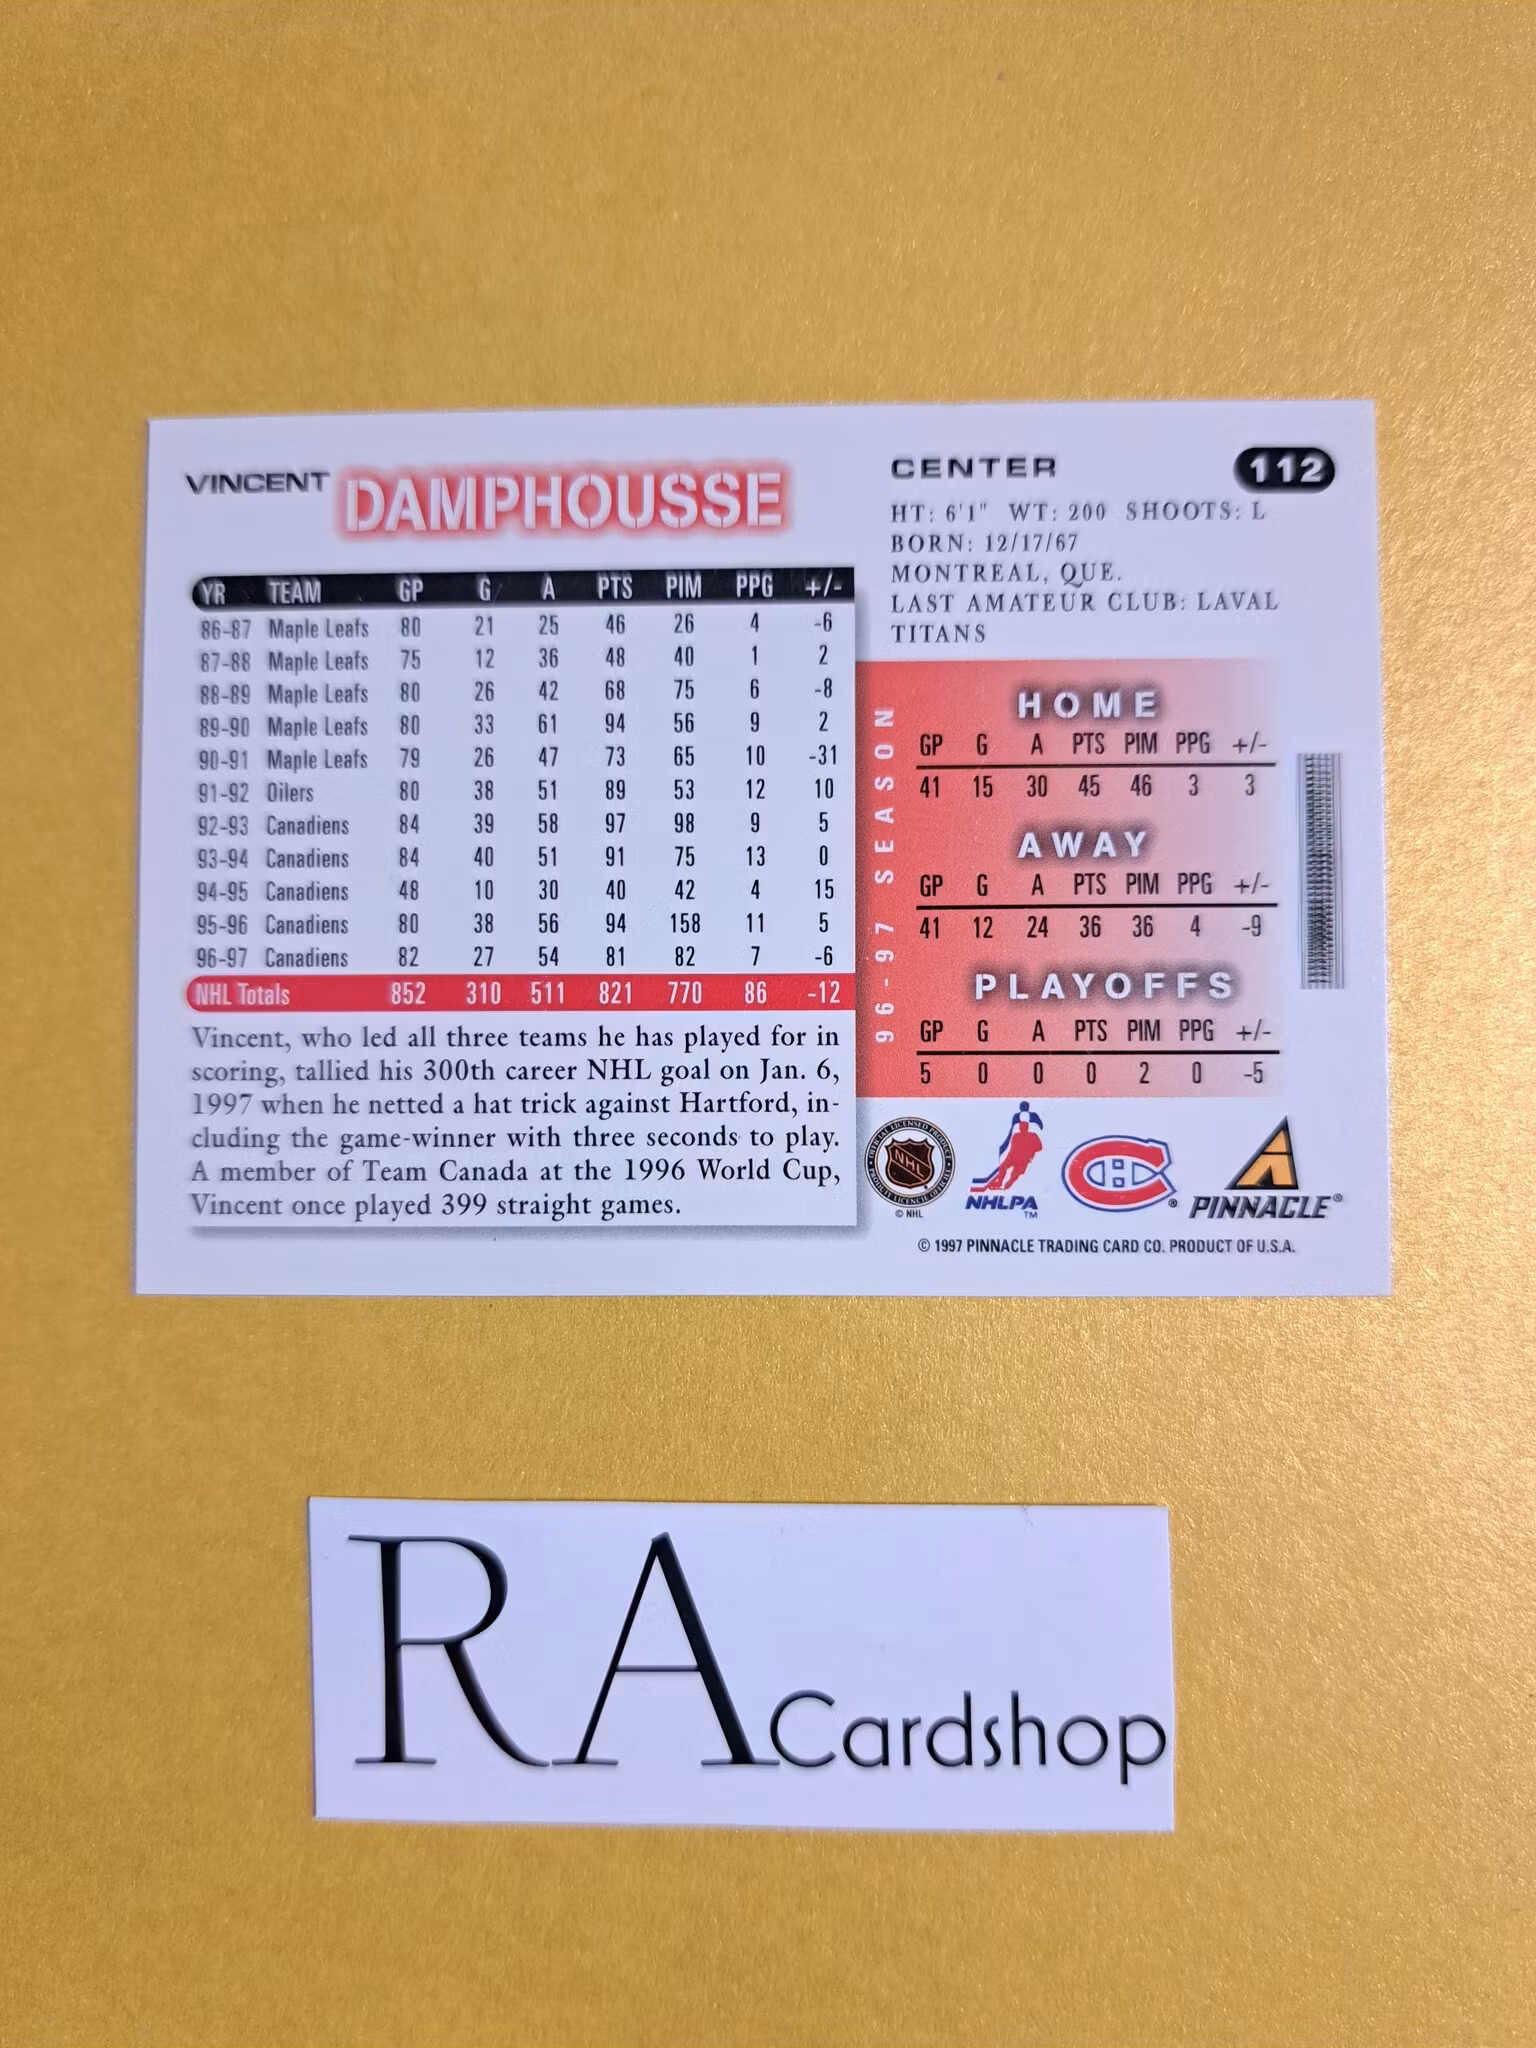 VINCENT DAMPHOUSSE
YR TEAM GP G A PTS PIM PPG +/-
86-87 Maple Leafs 80 21 25 46 26 4 -6
87-88 Maple Leafs 75 12 36 48 40 1 2
88-89 Maple Leafs 80 26 42 68 75 6 -8
89-90 Maple Leafs 80 33 61 94 56 9 2
90-91 Maple Leafs 79 26 47 73 65 10 -31
91-92 Oilers 80 38 51 89 53 12 10
92-93 Canadiens 84 39 58 97 98 9 5
93-94 Canadiens 84 40 51 91 75 13 0
94-95 Canadiens 48 10 30 40 42 4 15
95-96 Canadiens 80 38 56 94 158 11 5
96-97 Canadiens 82 27 54 81 82 7 -6
NHL Totals 852 310 511 821 770 86 -12
Vincent, who led all three teams he has played for in
scoring, tallied his 300th career NHL goal on Jan. 6,
1997 when he netted a hat trick against Hartford, in-
cluding the game-winner with three seconds to play.
A member of Team Canada at the 1996 World Cup,
Vincent once played 399 straight games.
CENTER
112
HT: 6'1" WT: 200 SHOOTS: L
BORN: 12/17/67
MONTREAL, QUE.
LAST AMATEUR CLUB: LAVAL
TITANS
96-97 SEASON
HOME
GP G A PTS PIM PPG +/-
41 15 30 45 46 3 3
AWAY
GP G A PTS PIM PPG +/-
41 12 24 36 36 4 -9
PLAYOFFS
GP G A PTS PIM PPG +/-
5 0 0 0 2 0 -5
OFFICIAL LICENSED PRODUCT
NHL
PRODUIT LICENCIÉ OFFICIEL
© NHL
NHLPA
TM
CH ®
PINNACLE®
© 1997 PINNACLE TRADING CARD CO. PRODUCT OF U.S.A.
RA Cardshop